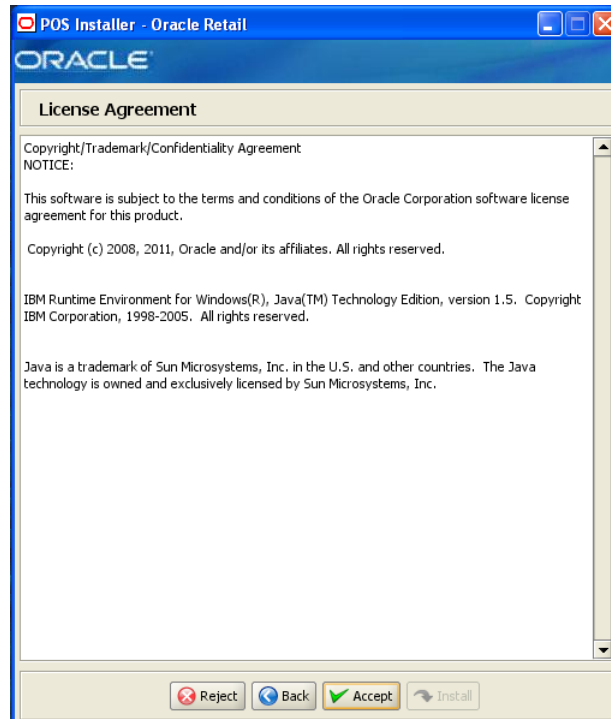 POS Installer - Oracle Retail
ORACLE
License Agreement
Copyright/Trademark/Confidentiality Agreement
NOTICE:
This software is subject to the terms and conditions of the Oracle Corporation software license
agreement for this product.
Copyright (c) 2008, 2011, Oracle and/or its affiliates. All rights reserved.
IBM Runtime Environment for Windows(R), Java(TM) Technology Edition, version 1.5.  Copyright
IBM Corporation, 1998-2005.  All rights reserved.
Java is a trademark of Sun Microsystems, Inc. in the U.S. and other countries.  The Java
technology is owned and exclusively licensed by Sun Microsystems, Inc.
Reject Back Accept Install